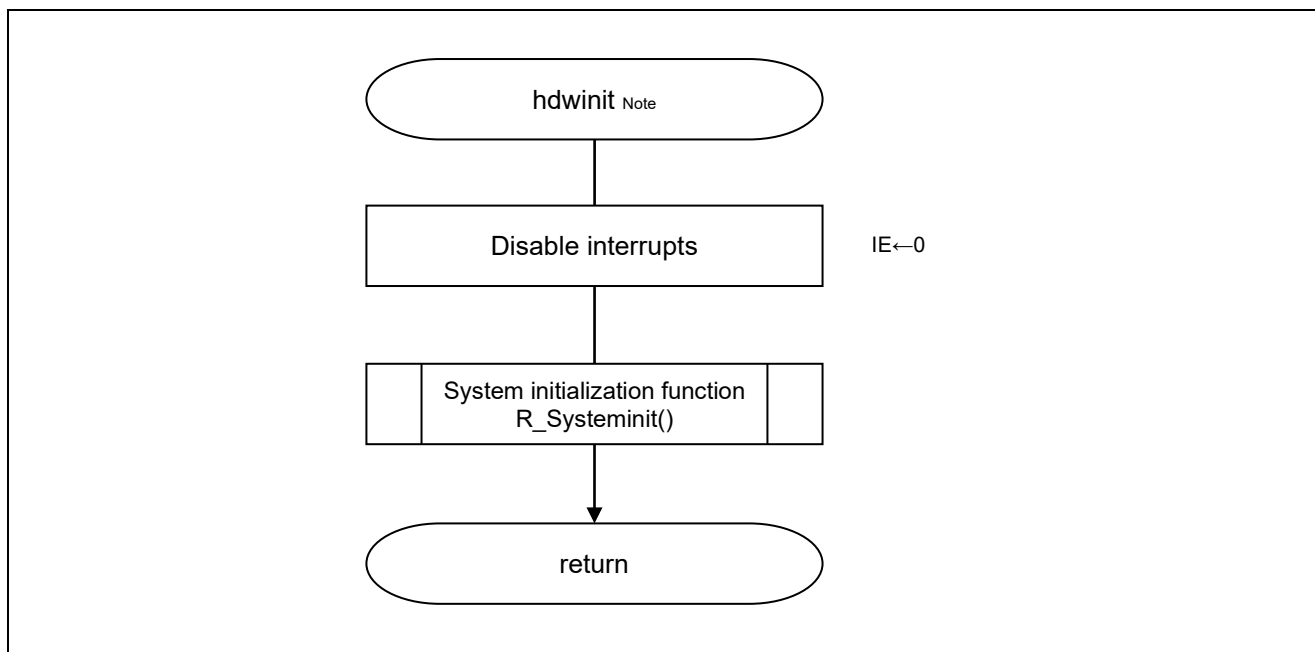 hdwinit Note
Disable interrupts
IE←0
System initialization function
R_Systeminit()
return